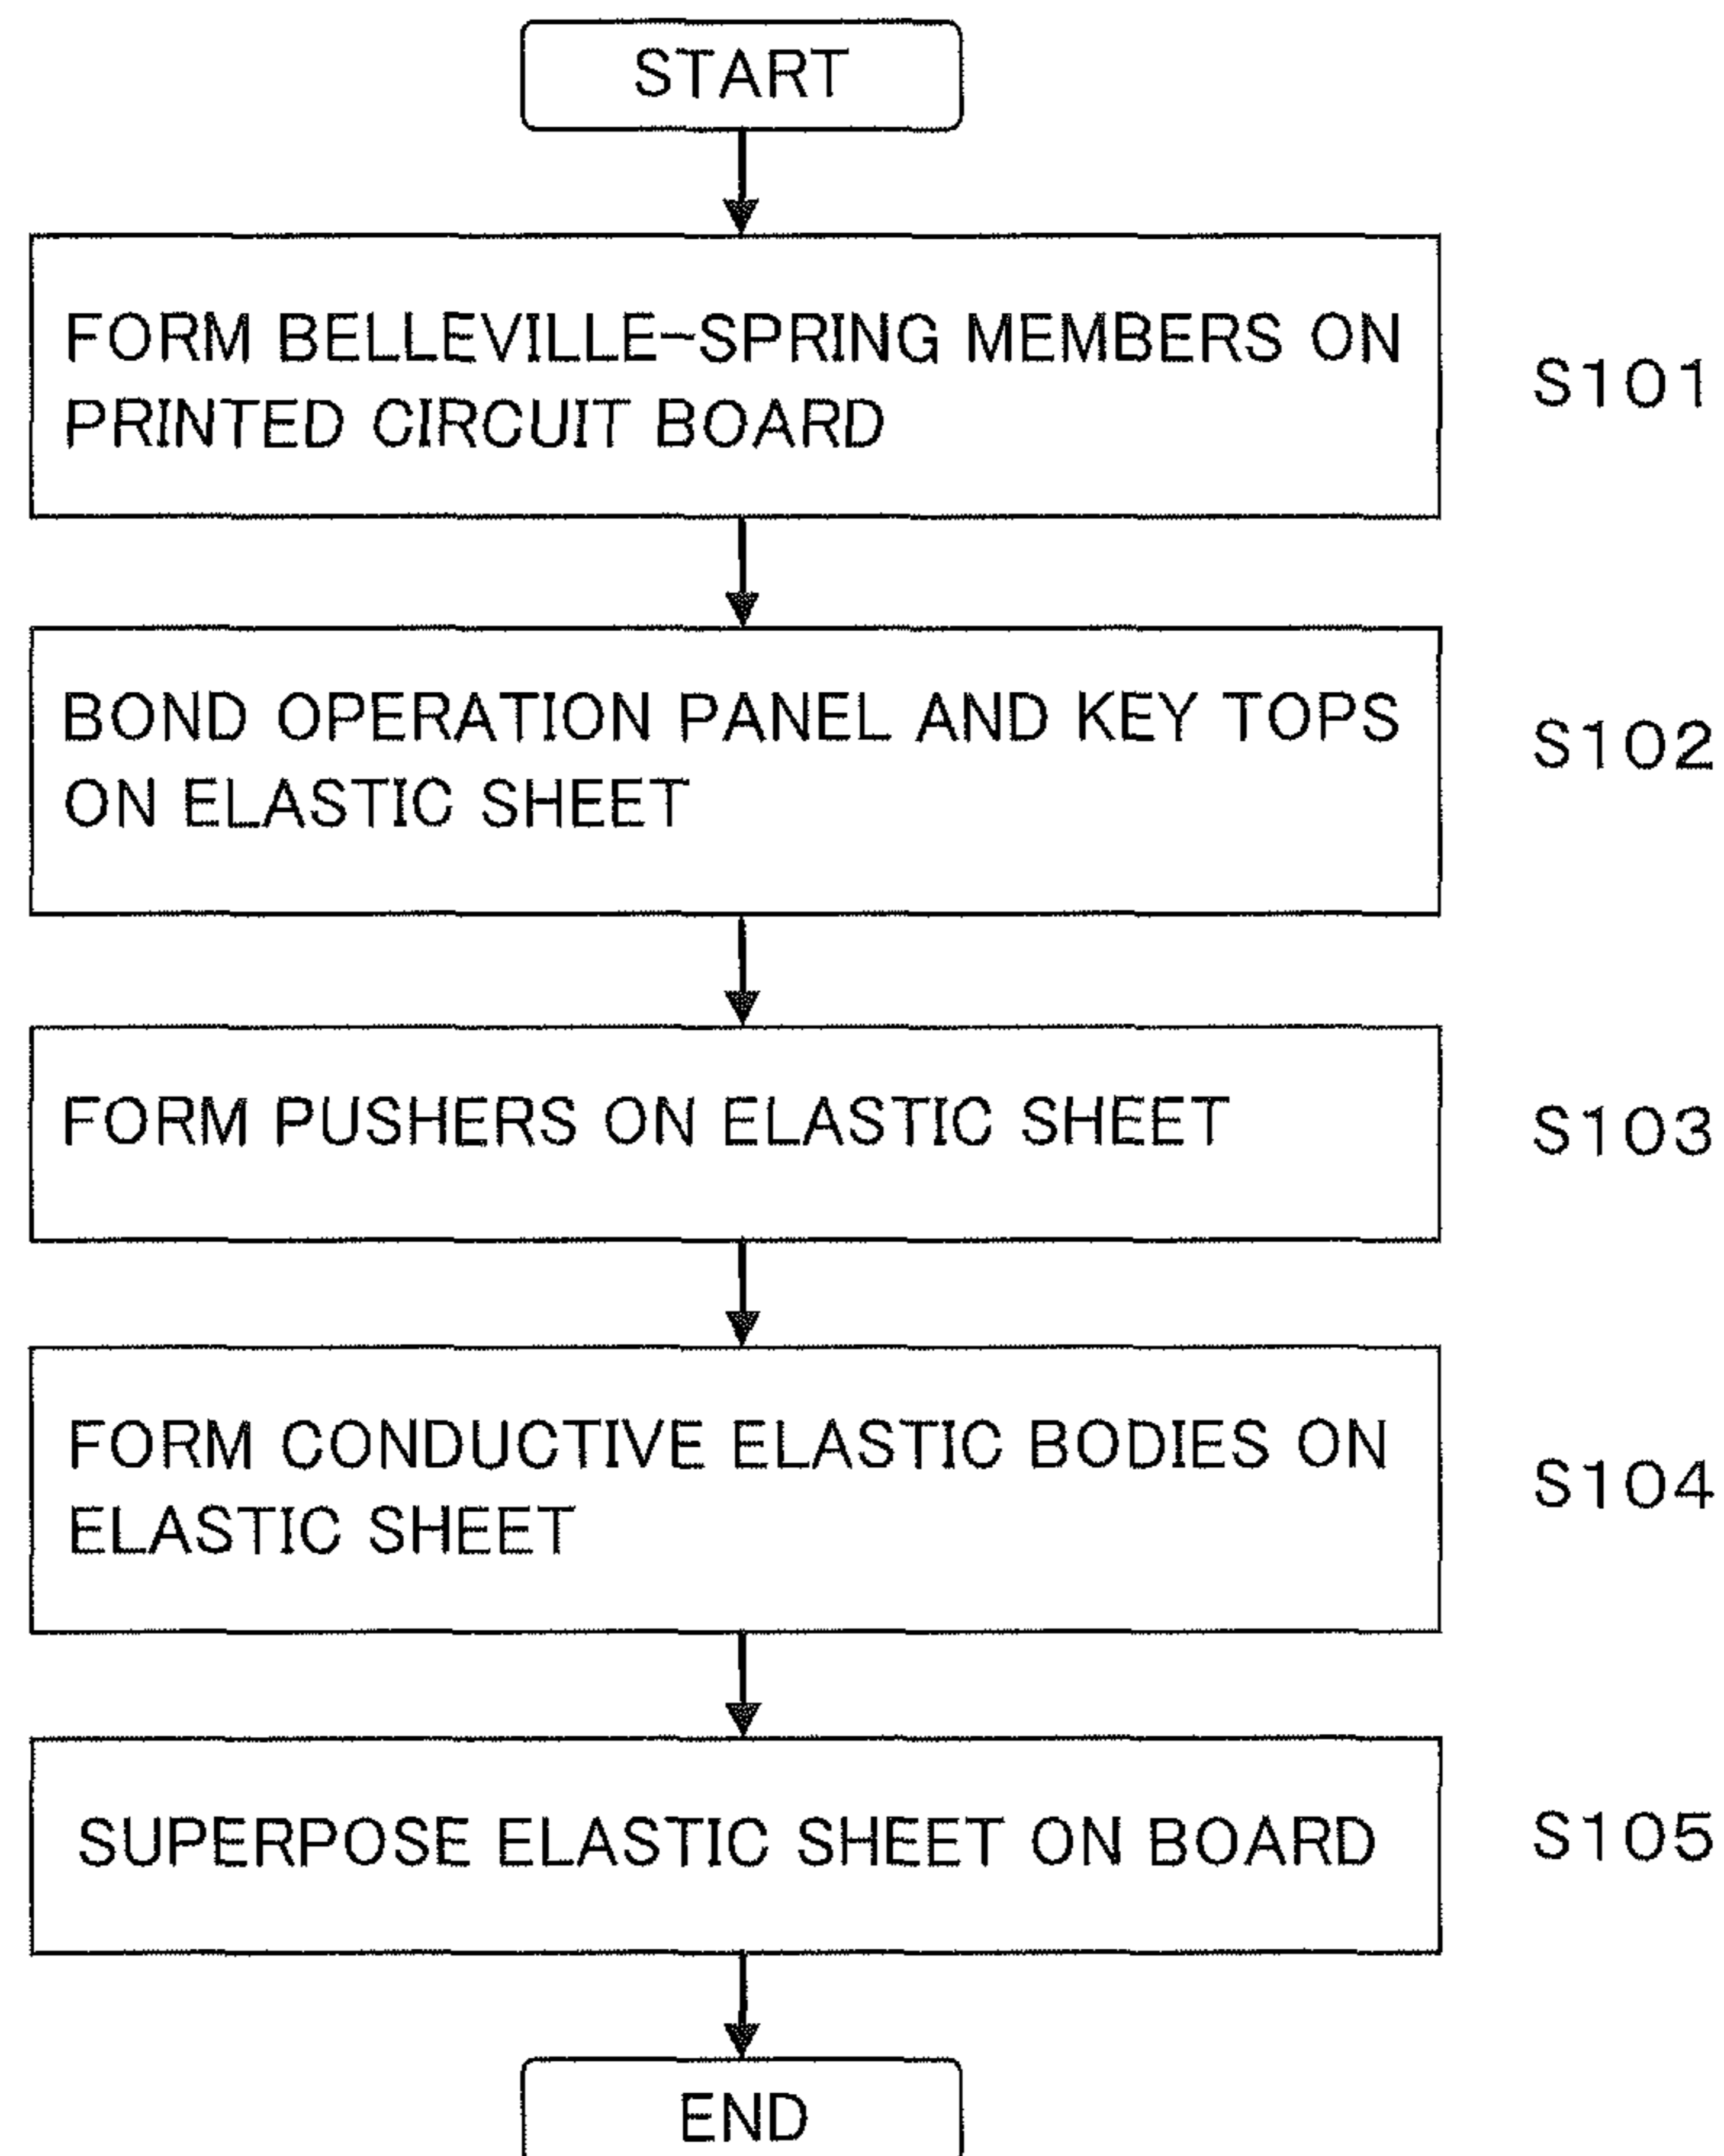 START
FORM BELLEVILLE-SPRING MEMBERS ON
PRINTED CIRCUIT BOARD
S101
BOND OPERATION PANEL AND KEY TOPS
ON ELASTIC SHEET
S102
FORM PUSHERS ON ELASTIC SHEET
S103
FORM CONDUCTIVE ELASTIC BODIES ON
ELASTIC SHEET
S104
SUPERPOSE ELASTIC SHEET ON BOARD
S105
END